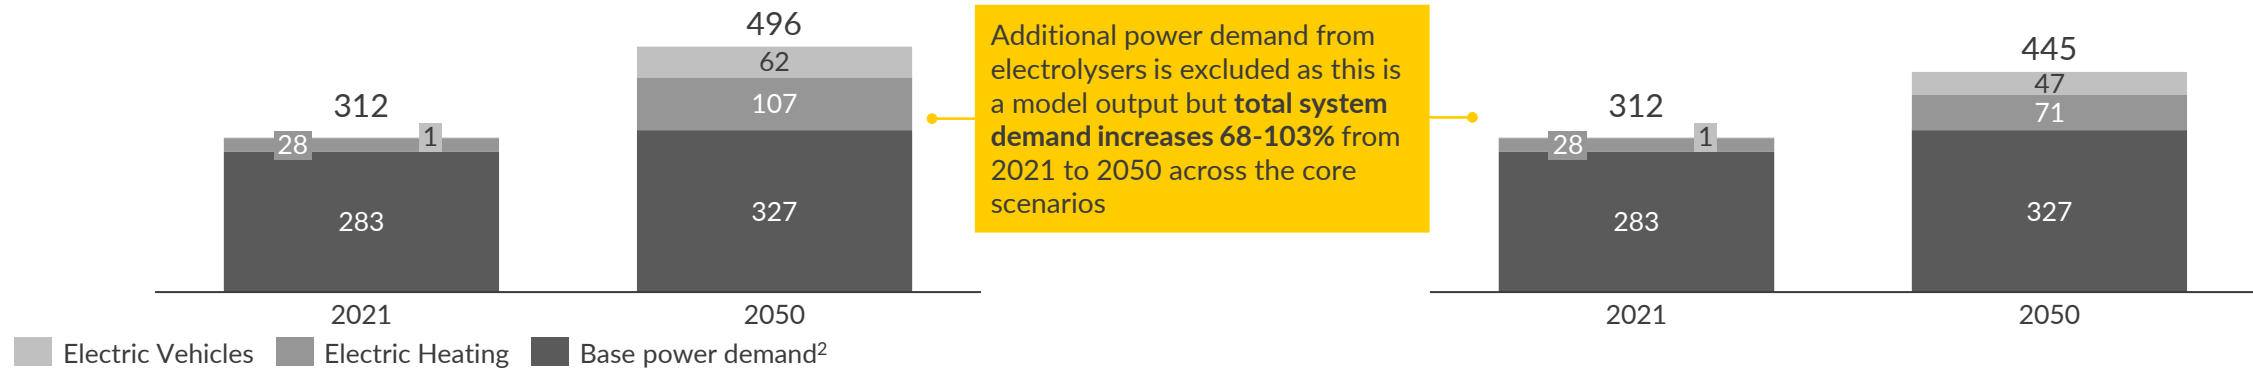 312
28
1
283
2021
496
62
107
327
2050
Additional power demand from
electrolysers is excluded as this is
a model output but total system
demand increases 68-103% from
2021 to 2050 across the core
scenarios
312
28
1
283
2021
445
47
71
327
2050
Electric Vehicles Electric Heating Base power demand²